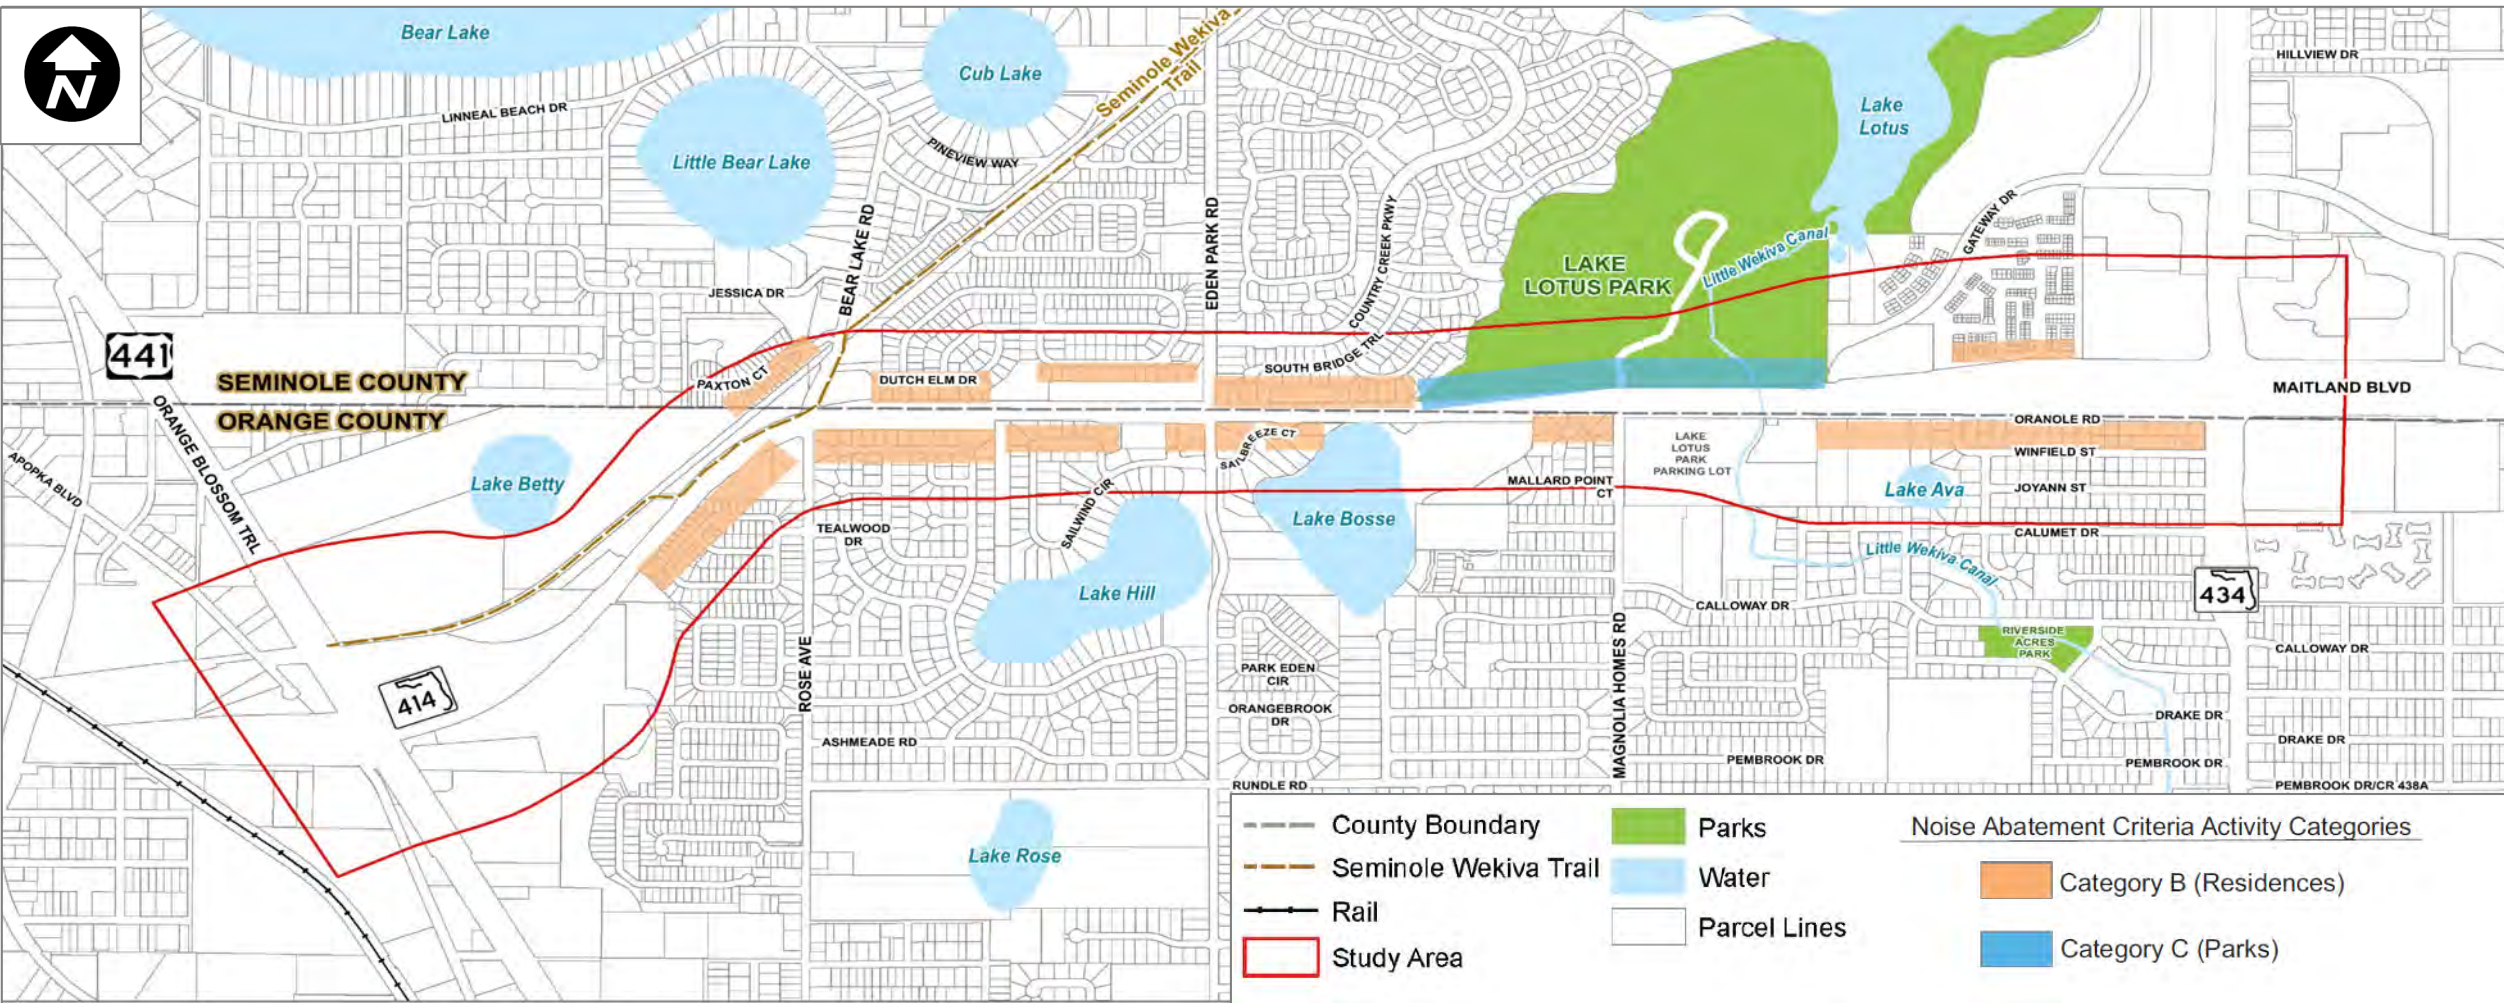 Bear Lake
Cub Lake
Seminole Wekiva
Trail
HILLVIEW DR
N
LINNEAL BEACH DR
Lake
Lotus
PINEVIEW WAY
Little Bear Lake
BEAR LAKE RD
EDEN PARK RD
COUNTRY CREEK PKWY
GATEWAY DR
Little Wekiva Canal
LAKE
LOTUS PARK
JESSICA DR
441
SEMINOLE COUNTY
ORANGE COUNTY
PAXTON CT
DUTCH ELM DR
SOUTH BRIDGE TRL
MAITLAND BLVD
ORANGE BLOSSOM TRL
APOPKA BLVD
ORANOLE RD
SAILBREEZE CT
LAKE
LOTUS
PARK
PARKING LOT
WINFIELD ST
Lake Betty
MALLARD POINT
CT
Lake Ava
JOYANN ST
SAILWIND CIR
Lake Bosse
TEALWOOD
DR
CALUMET DR
Little Wekiva Canal
Lake Hill
434
CALLOWAY DR
RIVERSIDE
ACRES
PARK
CALLOWAY DR
ROSE AVE
MAGNOLIA HOMES RD
PARK EDEN
CIR
414
ORANGEBROOK
DR
DRAKE DR
ASHMEADE RD
DRAKE DR
PEMBROOK DR
PEMBROOK DR
RUNDLE RD
PEMBROOK DR/CR 438A
Lake Rose
County Boundary
Seminole Wekiva Trail
Rail
Study Area
Parks
Water
Parcel Lines
Noise Abatement Criteria Activity Categories
Category B (Residences)
Category C (Parks)